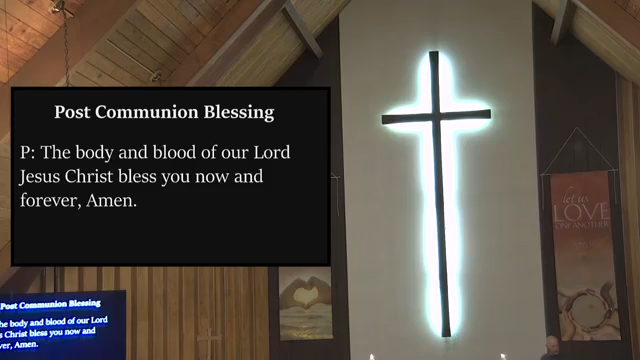 Post Communion Blessing
P: The body and blood of our Lord
Jesus Christ bless you now and
forever, Amen.
let us
LOVE
ONE ANOTHER
Post Communion Blessing
he body and blood of our Lord
s Christ bless you now and
ver, Amen.